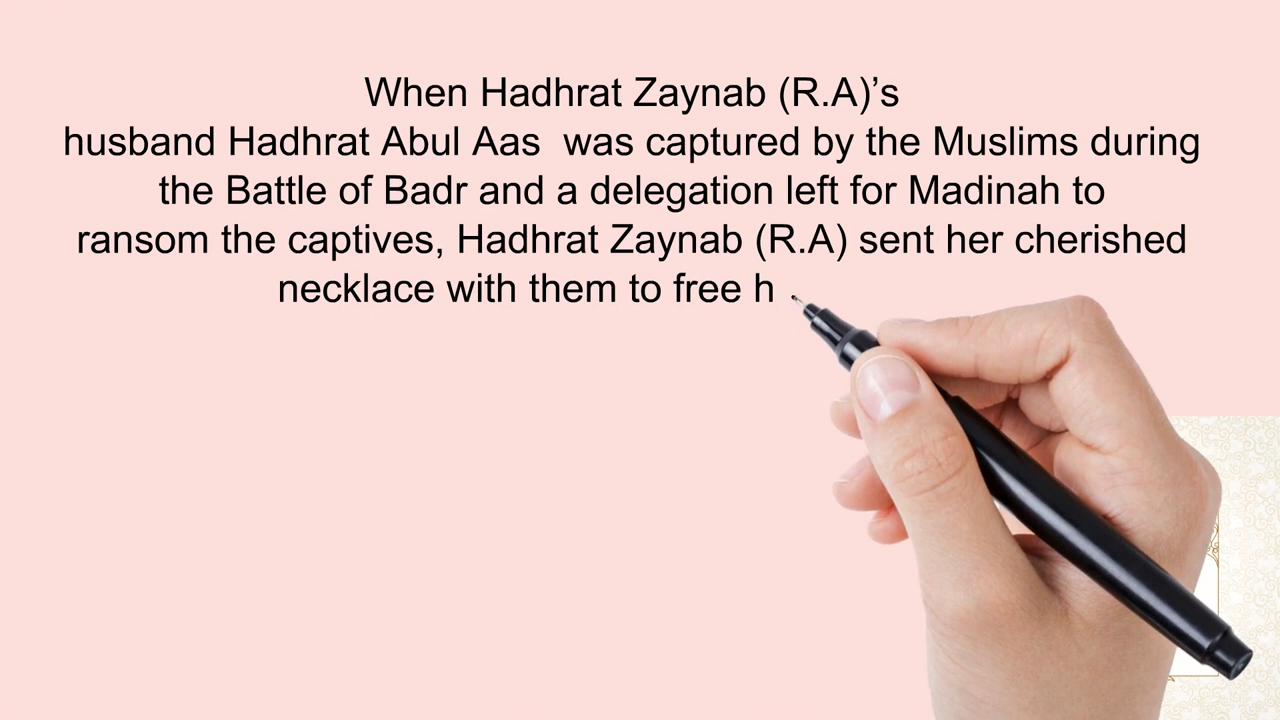 When Hadhrat Zaynab (R.A)’s
husband Hadhrat Abul Aas  was captured by the Muslims during
the Battle of Badr and a delegation left for Madinah to
ransom the captives, Hadhrat Zaynab (R.A) sent her cherished
necklace with them to free h